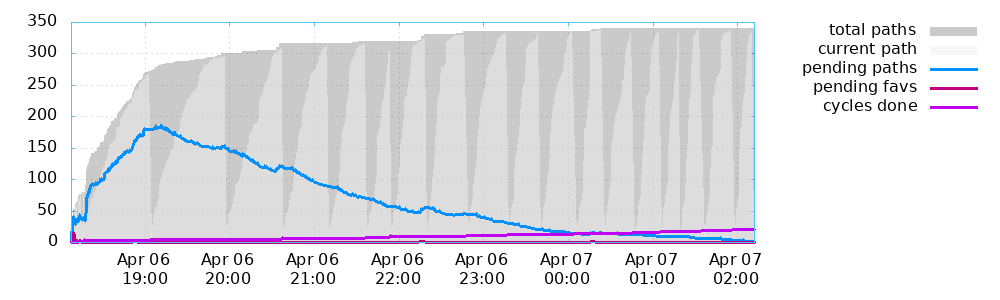 350
300
250
200
150
100
50
0
Apr 06
19:00
Apr 06
20:00
Apr 06
21:00
Apr 06
22:00
Apr 06
23:00
Apr 07
00:00
Apr 07
01:00
Apr 07
02:00
total paths
current path
pending paths
pending favs
cycles done